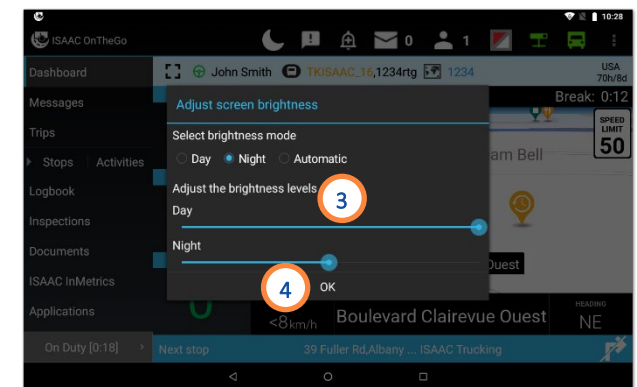 10:28
ISAAC OnTheGo
0
1
Dashboard
John Smith TKISAAC_16,1234rtg 1234
USA
70h/8d
Messages
Adjust screen brightness
Break: 0:12
Trips
Select brightness mode
SPEED
LIMIT
50
Day Night Automatic
am Bell
Stops Activities
Adjust the brightness levels
3
Logbook
Day
Inspections
Documents
Night
Ouest
ISAAC InMetrics
4
OK
Applications
0
<8km/h
Boulevard Clairevue Ouest
HEADING
NE
On Duty [0:18]
Next stop
39 Fuller Rd,Albany ... ISAAC Trucking